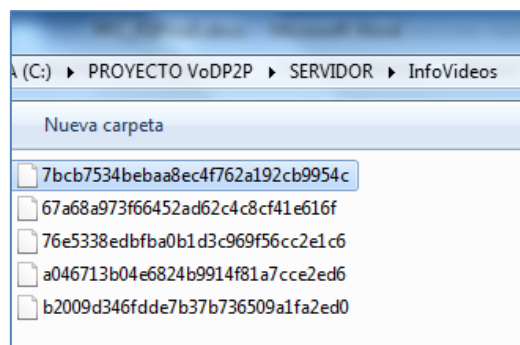 (C:) ▸ PROYECTO VoDP2P ▸ SERVIDOR ▸ InfoVideos
Nueva carpeta
7bcb7534bebaa8ec4f762a192cb9954c
67a68a973f66452ad62c4c8cf41e616f
76e5338edbfba0b1d3c969f56cc2e1c6
a046713b04e6824b9914f81a7cce2ed6
b2009d346fdde7b37b736509a1fa2ed0